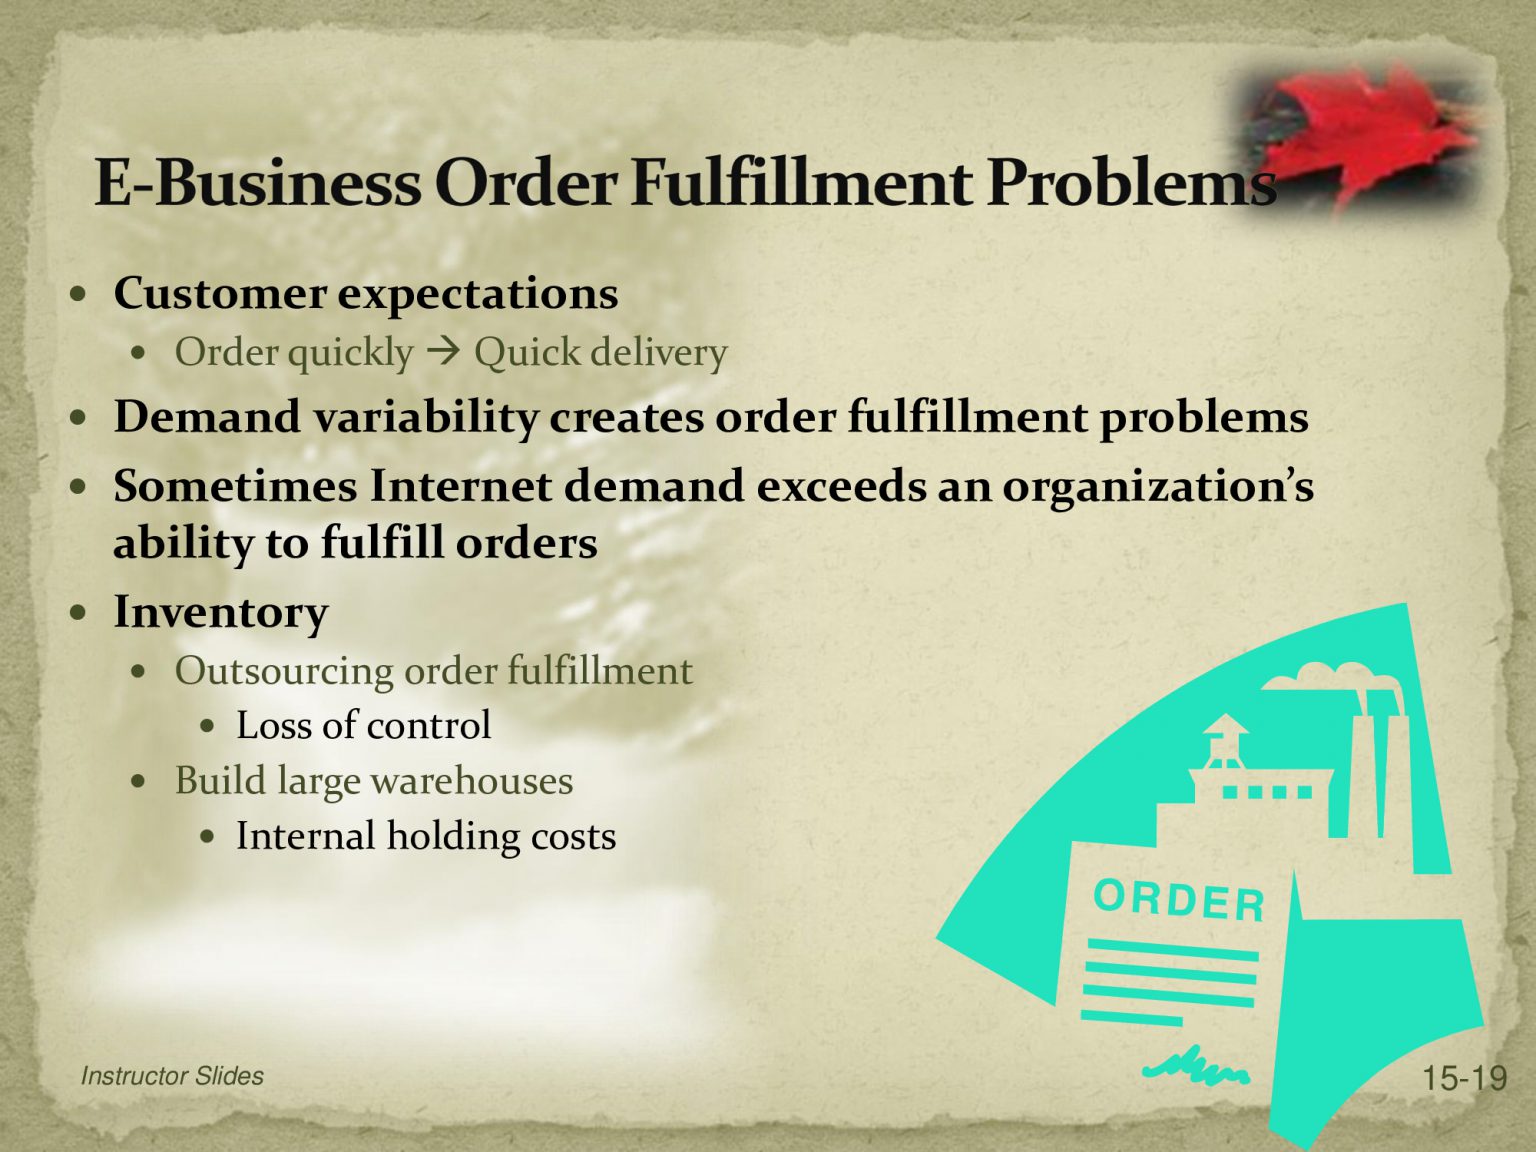 E-Business Order Fulfillment Problems
• Customer expectations
• Order quickly → Quick delivery
• Demand variability creates order fulfillment problems
• Sometimes Internet demand exceeds an organization’s
ability to fulfill orders
• Inventory
• Outsourcing order fulfillment
• Loss of control
• Build large warehouses
• Internal holding costs
ORDER
Instructor Slides
15-19